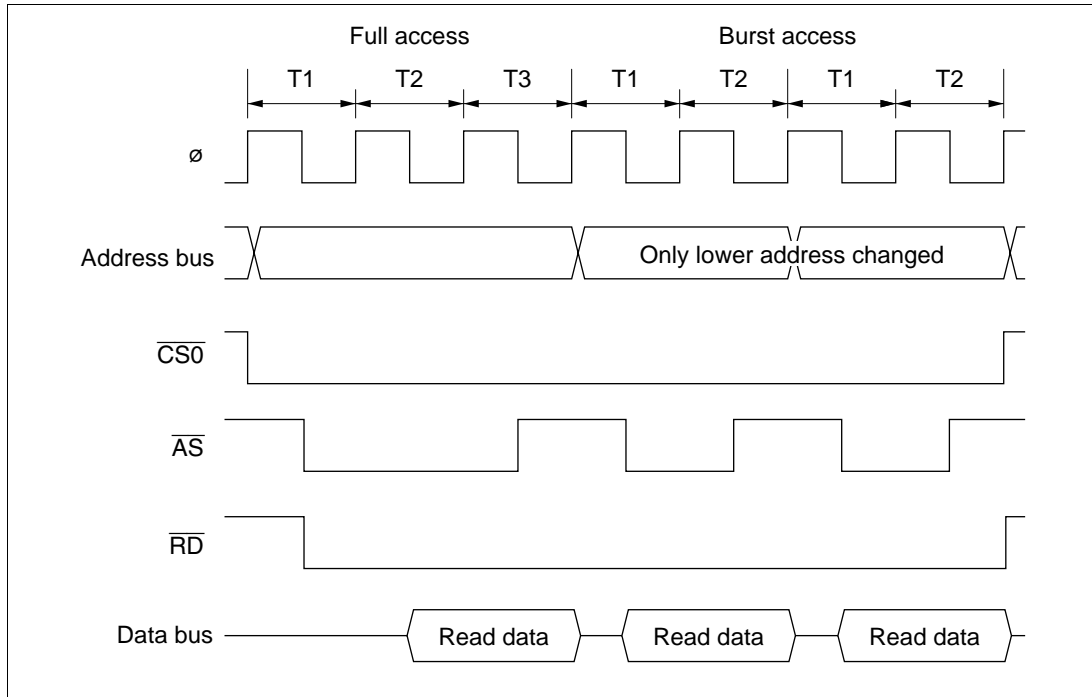 Full access Burst access
T1 T2 T3 T1 T2 T1 T2
ø
Address bus Only lower address changed
CS0
AS
RD
Data bus Read data Read data Read data